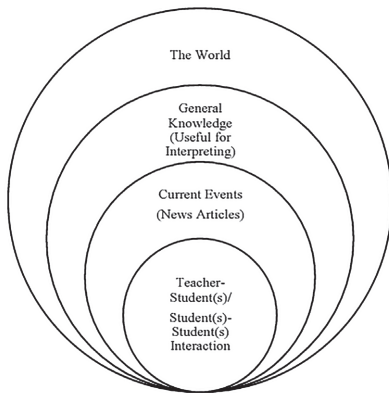 The World
General
Knowledge
(Useful for
Interpreting)
Current Events
(News Articles)
Teacher-
Student(s)/
Student(s)-
Student(s)
Interaction